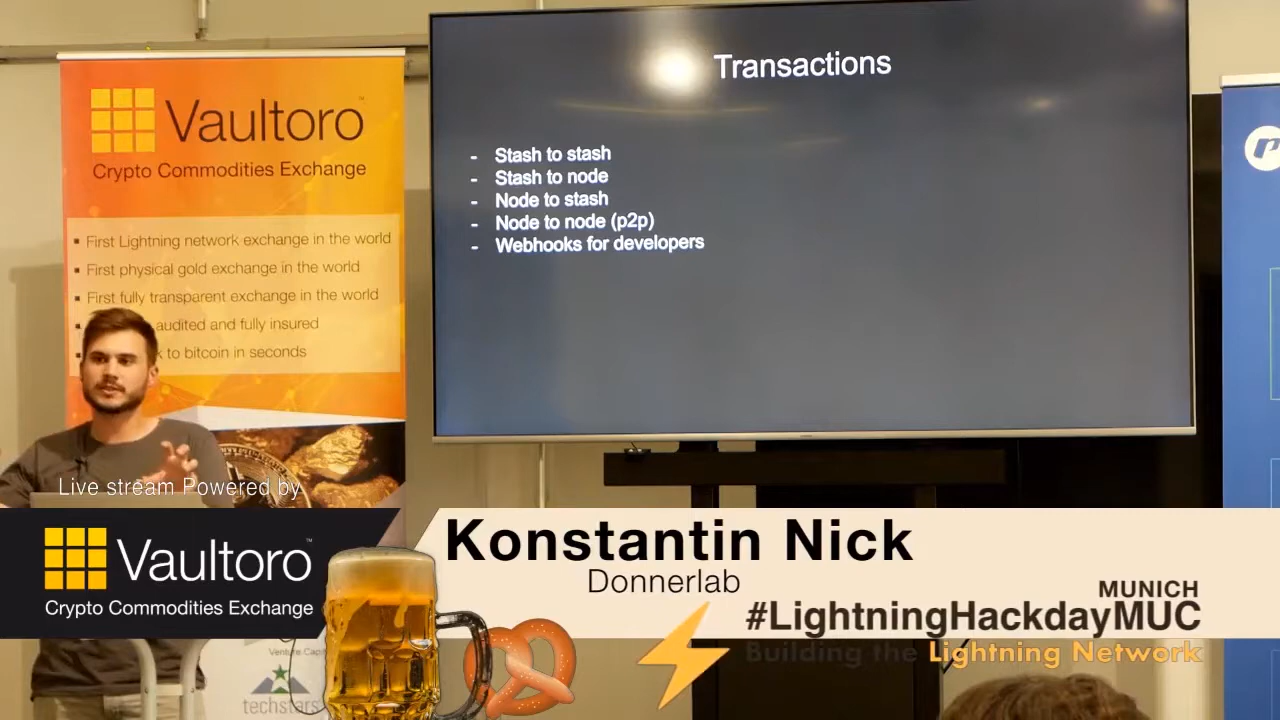 Vaultoro
Crypto Commodities Exchange
First Lightning network exchange in the world
First physical gold exchange in the world
First fully transparent exchange in the world
audited and fully insured
to bitcoin in seconds
Transactions
- Stash to stash
- Stash to node
- Node to stash
- Node to node (p2p)
- Webhooks for developers
Live stream Powered by
Vaultoro™
Crypto Commodities Exchange
Konstantin Nick
Donnerlab
MUNICH
#LightningHackdayMUC
Building the Lightning Network
techstars